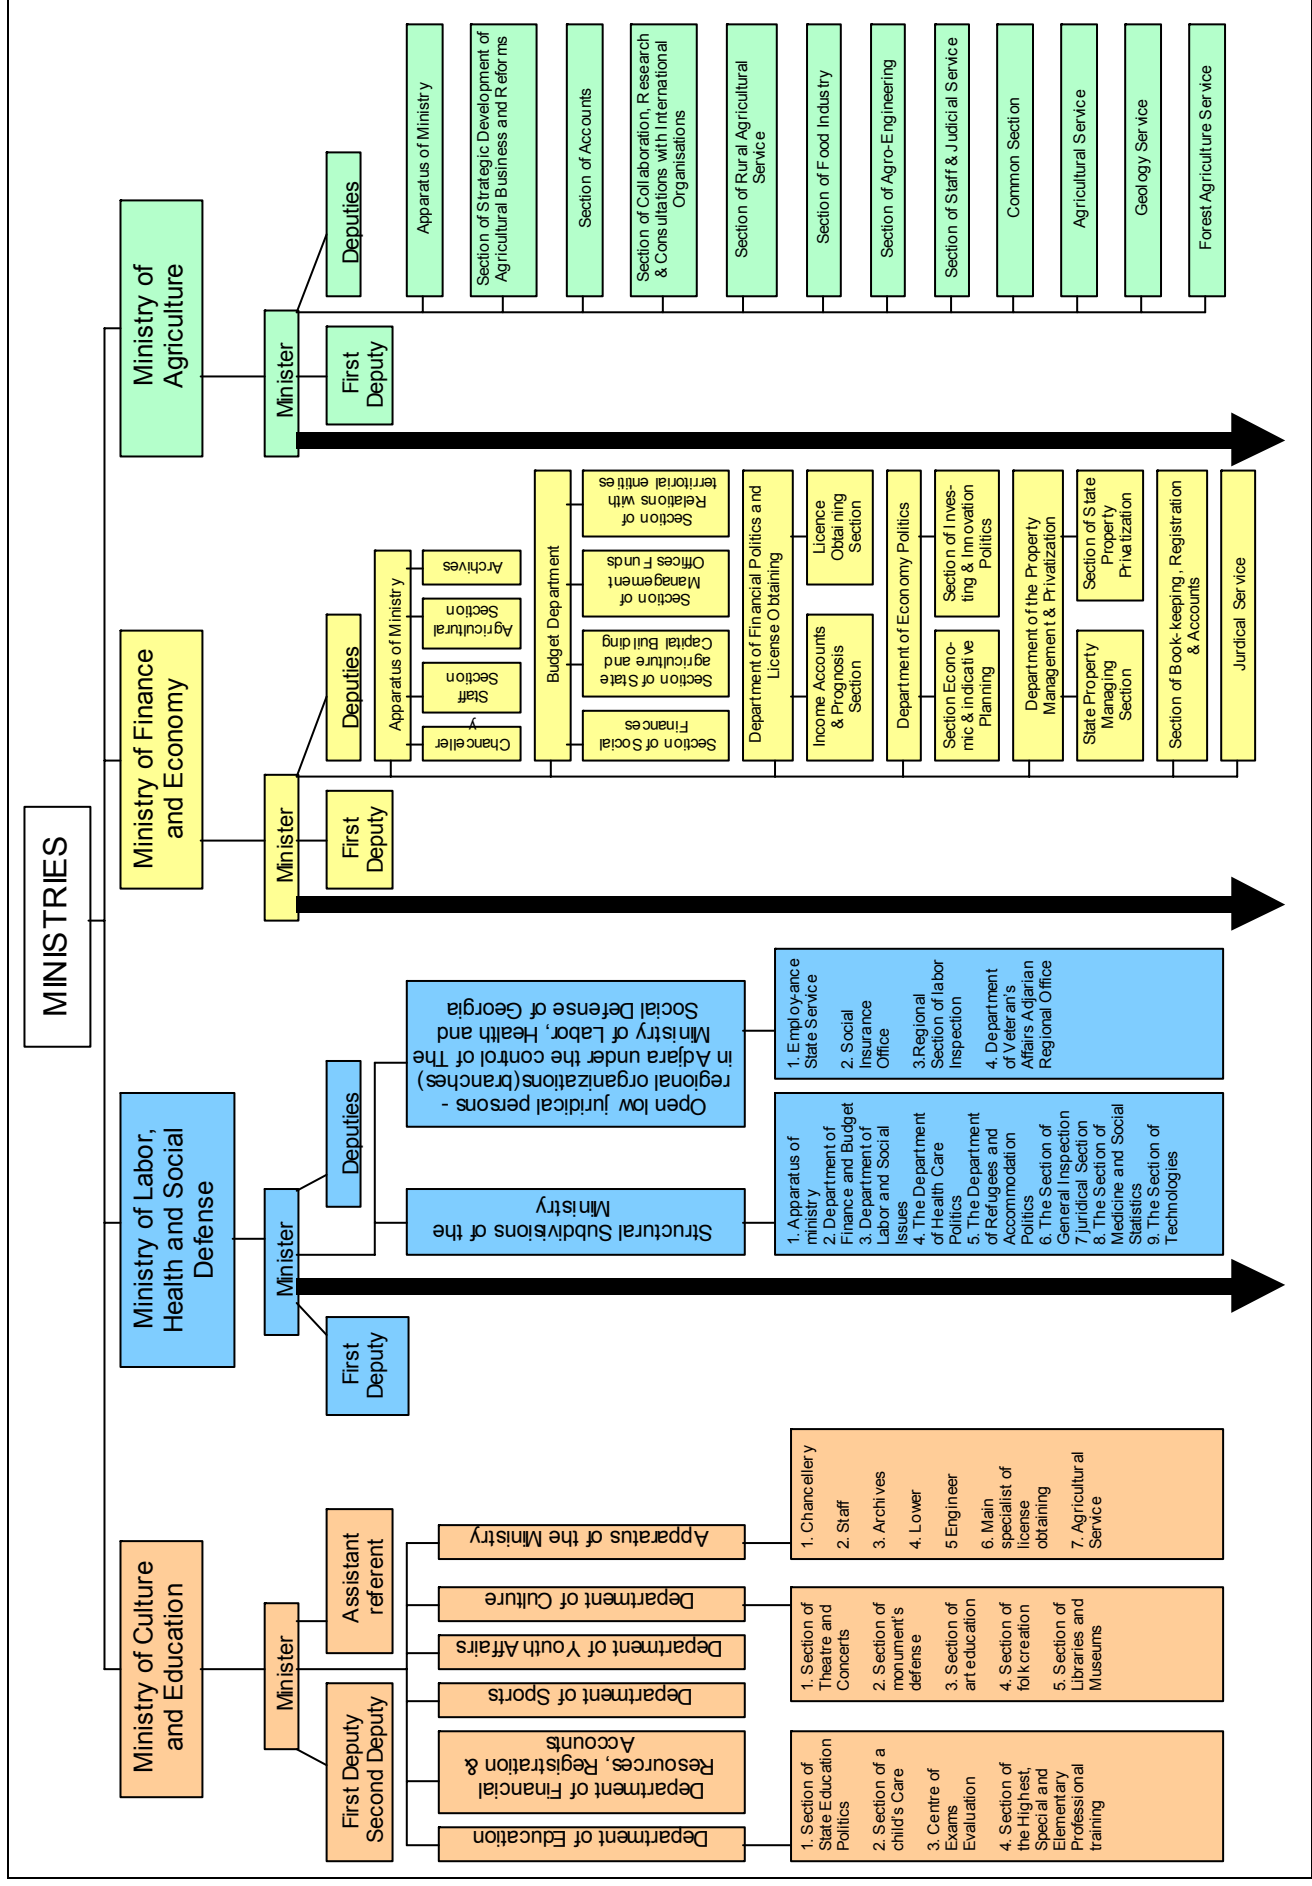 MINISTRIES
Ministry of Culture
and Education
Minister
First Deputy
Second Deputy
Assistant
referent
Department of Education
Department of Financial
Resources, Registration &
Accounts
Department of Sports
Department of Youth Affairs
Department of Culture
Apparatus of the Ministry
1. Section of
State Education
Politics
2. Section of a
child's Care
3. Centre of
Exams
Evaluation
4. Section of
the Highest,
Special and
Elementary
Professional
training
1. Section of
Theatre and
Concerts
2. Section of
monument's
defense
3. Section of
art education
4. Section of
folkcreation
5. Section of
Libraries and
Museums
1. Chancellery
2. Staff
3. Archives
4. Lower
5 Engineer
6. Main
specialist of
license
obtaining
7. Agricultural
Service
Ministry of Labor,
Health and Social
Defense
Minister
First
Deputy
Deputies
Structural Subdivisions of the
Ministry
Open low juridical persons -
regional organizations(branches)
in Adjara under the control of The
Ministry of Labor, Health and
Social Defense of Georgia
1. Apparatus of
ministry
2. Department of
Finance and Budget
3. Department of
Labor and Social
Issues
4. The Department
of Health Care
Politics
5. The Department
of Refugees and
Accommodation
Politics
6. The Section of
General Inspection
7 juridical Section
8. The Section of
Medicine and Social
Statistics
9. The Section of
Technologies
1. Employ-ance
State Service
2. Social
Insurance
Office
3.Regional
Section of labor
Inspection
4. Department
of Veteran's
Affairs Adjarian
Regional Office
Ministry of Finance
and Economy
Minister
First
Deputy
Deputies
Apparatus of Ministry
Chanceller
y
Staff
Section
Agricultural
Section
Archives
Budget Department
Section of Social
Finances
Section of State
agriculture and
Capital Building
Section of
Management of
Offices Funds
Section of
Relations with
territorial entities
Department of Financial Politics and
License Obtaining
Income Accounts
& Prognosis
Section
Licence
Obtaining
Section
Department of Economy Politics
Section Econo-
mic & indicative
Planning
Section of Inves-
ting & Innovation
Politics
Department of the Property
Management & Privatization
State Property
Managing
Section
Section of State
Property
Privatization
Section of Book-keeping, Registration
& Accounts
Jurdical Service
Ministry of
Agriculture
Minister
First
Deputy
Deputies
Apparatus of Ministry
Section of Strategic Development of
Agricultural Business and Reforms
Section of Accounts
Section of Collaboration, Research
& Consultations with International
Organisations
Section of Rural Agricultural
Service
Section of Food Industry
Section of Agro-Engineering
Section of Staff & Judicial Service
Common Section
Agricultural Service
Geology Service
Forest Agriculture Service